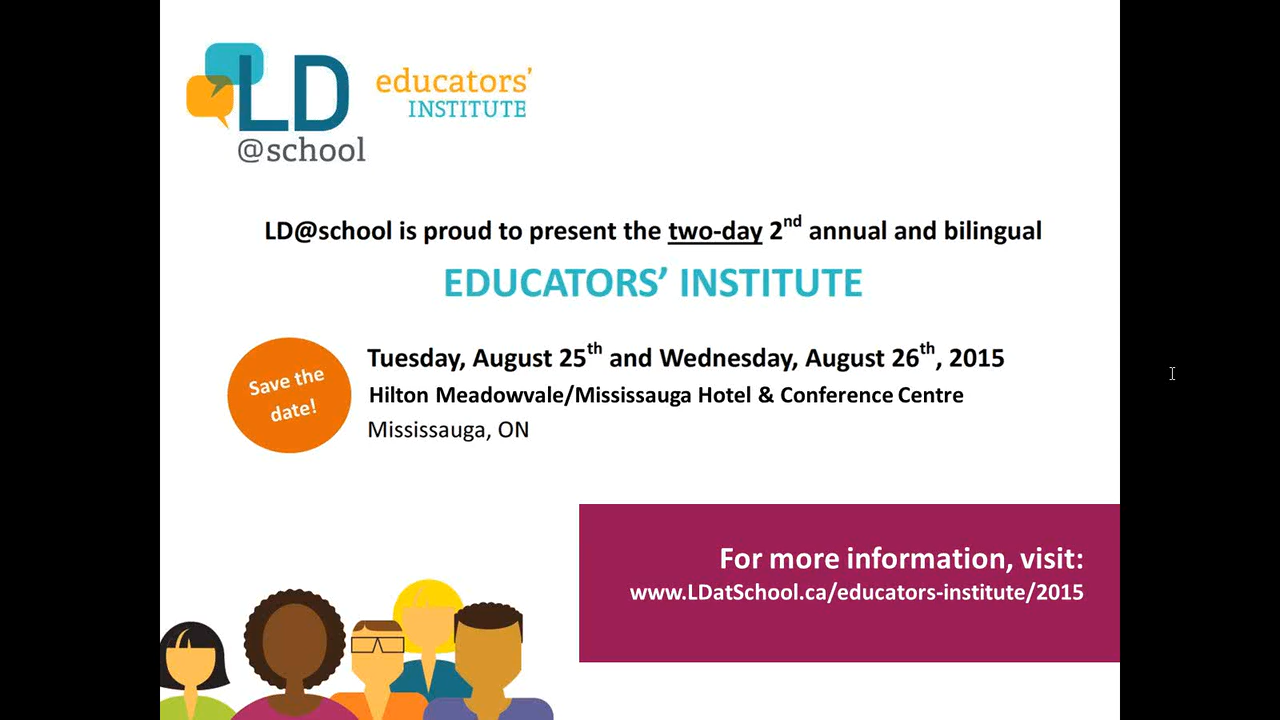 LD
@school
educators'
INSTITUTE
LD@school is proud to present the two-day 2nd annual and bilingual
EDUCATORS' INSTITUTE
Save the
date!
Tuesday, August 25th and Wednesday, August 26th, 2015
Hilton Meadowvale/Mississauga Hotel & Conference Centre
Mississauga, ON
For more information, visit:
www.LDatSchool.ca/educators-institute/2015